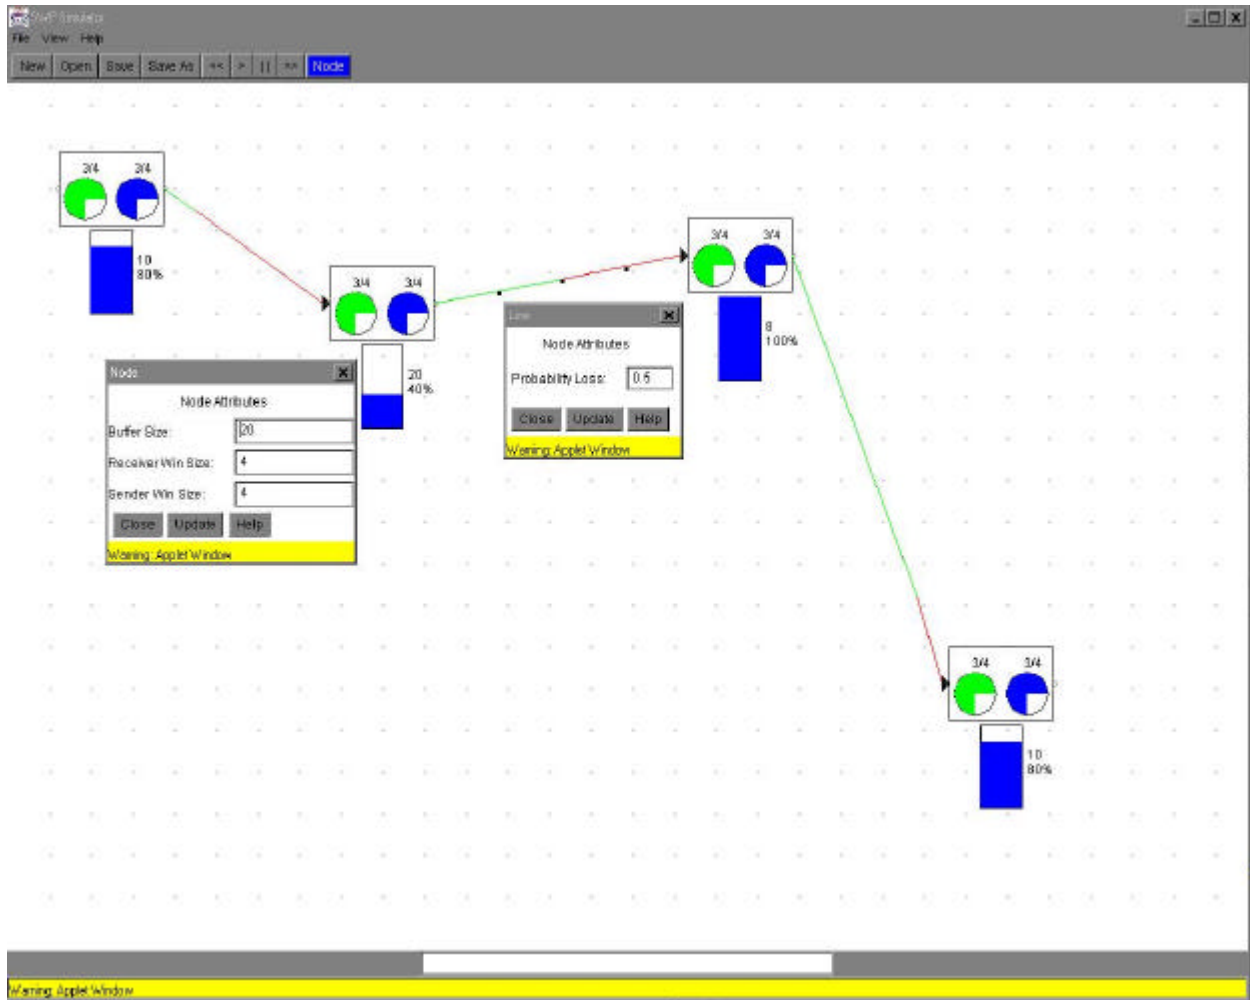 SWP Simulator
File View Help
New Open Save Save As << > || >> Node
3/4 3/4
10
80%
3/4 3/4
20
40%
3/4 3/4
8
100%
Node
Node Attributes
Buffer Size: 20
Receiver Win Size: 4
Sender Win Size: 4
Close Update Help
Warning: Applet Window
Line
Node Attributes
Probability Loss: 0.5
Close Update Help
Warning: Applet Window
3/4 3/4
10
80%
Warning: Applet Window